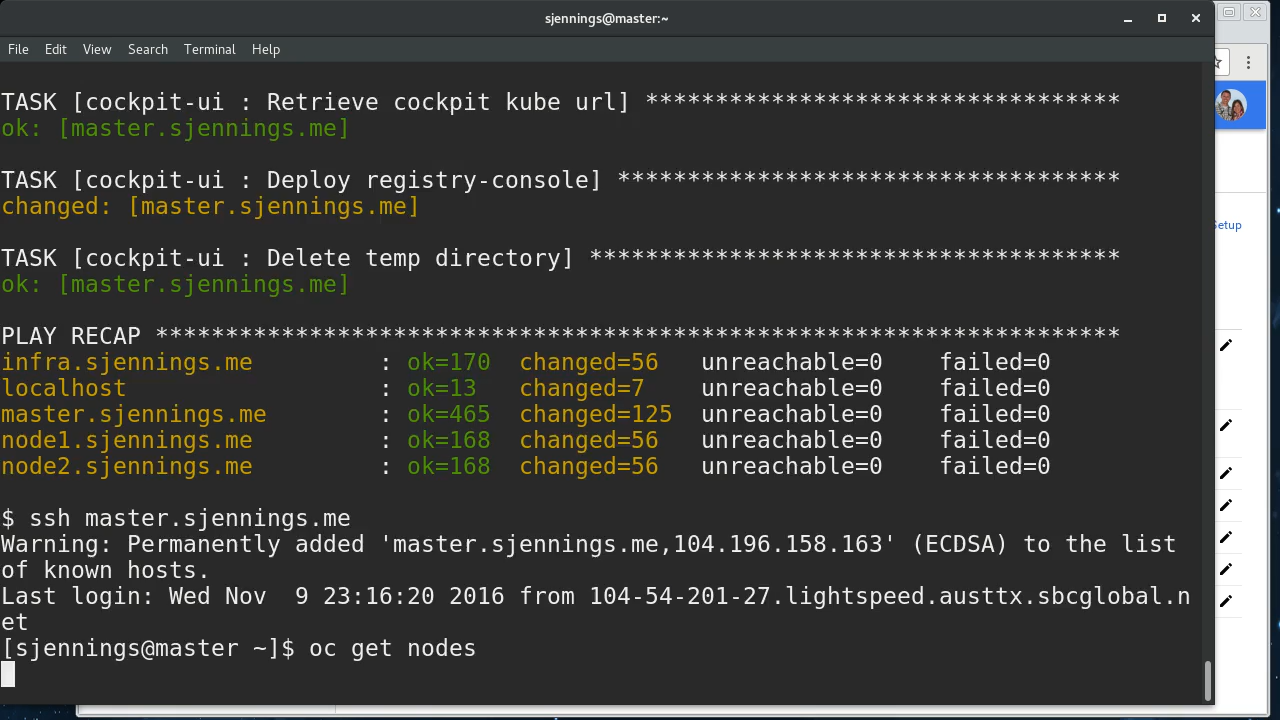 sjennings@master:~
File Edit View Search Terminal Help
TASK [cockpit-ui : Retrieve cockpit kube url] **********************************
ok: [master.sjennings.me]
TASK [cockpit-ui : Deploy registry-console] ************************************
changed: [master.sjennings.me]
TASK [cockpit-ui : Delete temp directory] **************************************
ok: [master.sjennings.me]
PLAY RECAP *********************************************************************
infra.sjennings.me : ok=170 changed=56 unreachable=0 failed=0
localhost : ok=13 changed=7 unreachable=0 failed=0
master.sjennings.me : ok=465 changed=125 unreachable=0 failed=0
node1.sjennings.me : ok=168 changed=56 unreachable=0 failed=0
node2.sjennings.me : ok=168 changed=56 unreachable=0 failed=0
$ ssh master.sjennings.me
Warning: Permanently added 'master.sjennings.me,104.196.158.163' (ECDSA) to the list
of known hosts.
Last login: Wed Nov  9 23:16:20 2016 from 104-54-201-27.lightspeed.austtx.sbcglobal.n
et
[sjennings@master ~]$ oc get nodes
Setup